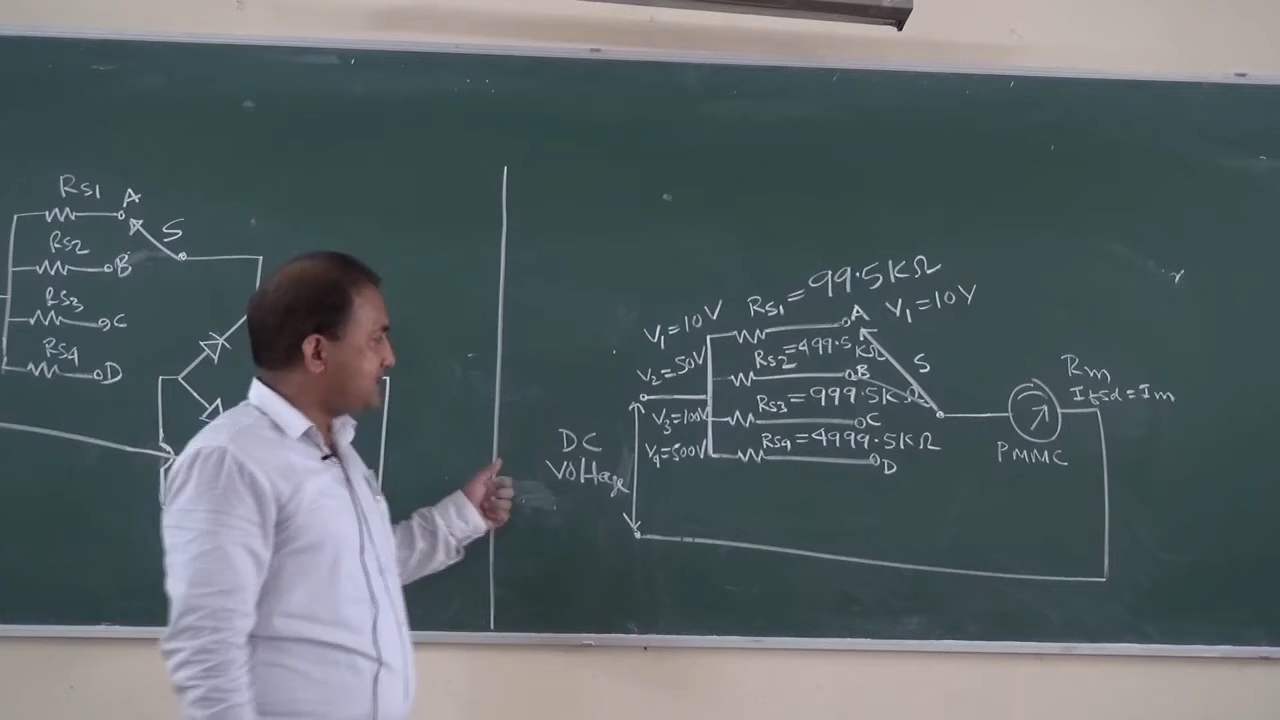 Rs1 A
S
Rs2 B
Rs3 C
Rs4 D
V1=10V Rs1=99.5KΩ A V1=10V
V2=50V Rs2=499.5 KΩ B S
V3=100V Rs3=999.5KΩ C
V4=500V Rs4=4999.5KΩ D
DC
Voltage
Rm
Ifsd=Im
PMMC